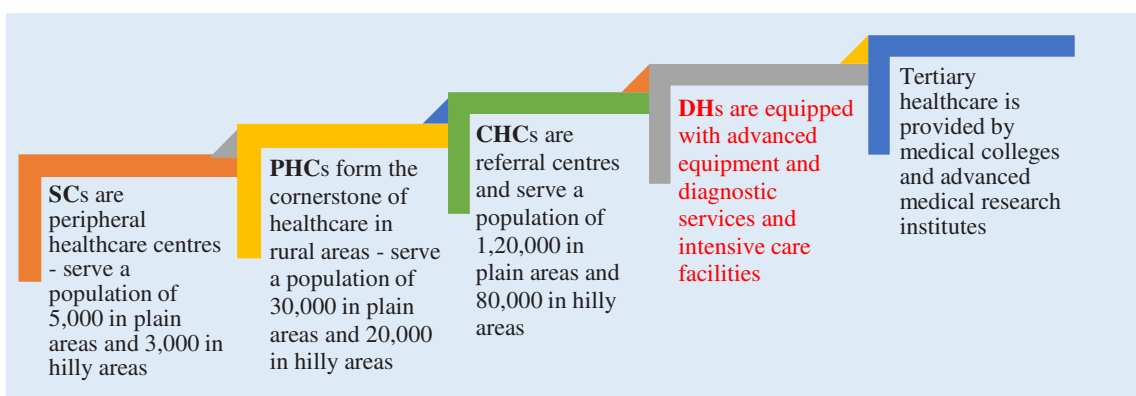 SCs are
peripheral
healthcare centres
- serve a
population of
5,000 in plain
areas and 3,000 in
hilly areas
PHCs form the
cornerstone of
healthcare in
rural areas - serve
a population of
30,000 in plain
areas and 20,000
in hilly areas
CHCs are
referral centres
and serve a
population of
1,20,000 in
plain areas and
80,000 in hilly
areas
DHs are equipped
with advanced
equipment and
diagnostic
services and
intensive care
facilities
Tertiary
healthcare is
provided by
medical colleges
and advanced
medical research
institutes